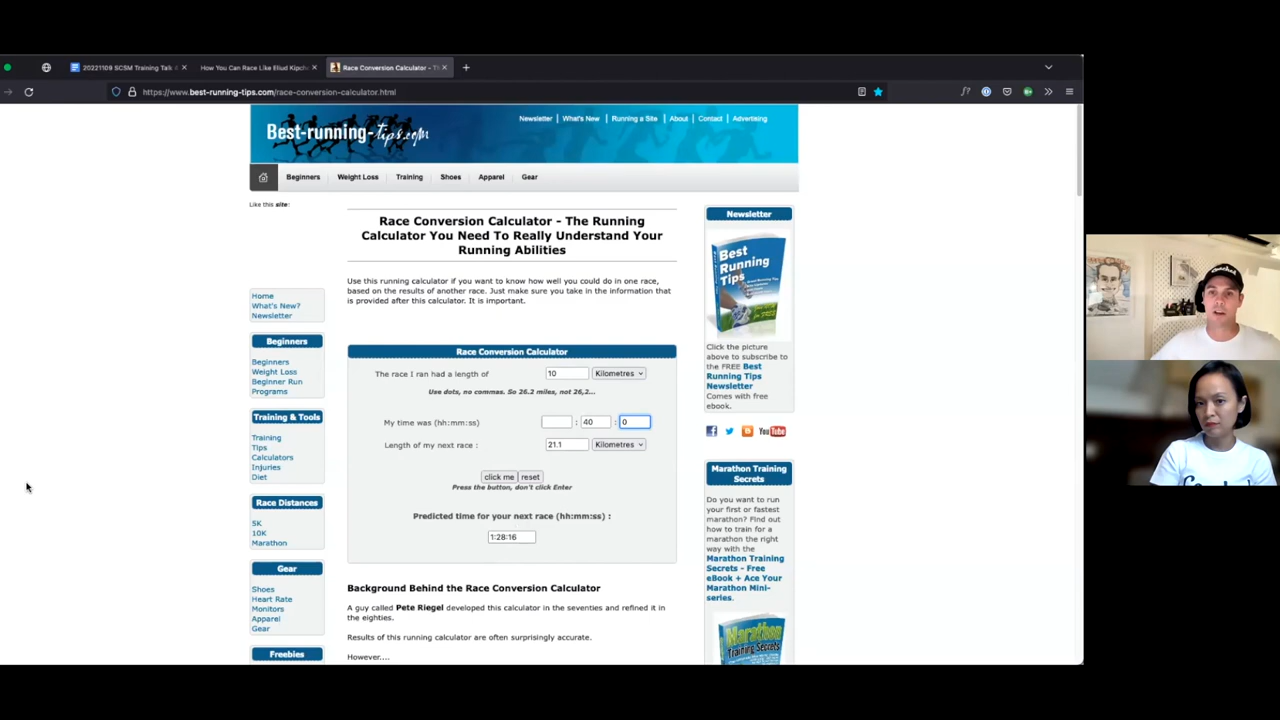 20221109 SCSM Training Talk
How You Can Race Like Eliud Kipch
Race Conversion Calculator - Th
https://www.best-running-tips.com/race-conversion-calculator.html
Best-running-tips.com
Newsletter | What's New | Running a Site | About | Contact | Advertising
Beginners
Weight Loss
Training
Shoes
Apparel
Gear
Like this site:
Home
What's New?
Newsletter
Beginners
Beginners
Weight Loss
Beginner Run
Programs
Training & Tools
Training
Tips
Calculators
Injuries
Diet
Race Distances
5K
10K
Marathon
Gear
Shoes
Heart Rate
Monitors
Apparel
Gear
Freebies
Race Conversion Calculator - The Running
Calculator You Need To Really Understand Your
Running Abilities
Use this running calculator if you want to know how well you could do in one race,
based on the results of another race. Just make sure you take in the information that
is provided after this calculator. It is important.
Race Conversion Calculator
The race I ran had a length of 10 Kilometres
Use dots, no commas. So 26.2 miles, not 26,2...
My time was (hh:mm:ss) : 40 : 0
Length of my next race : 21.1 Kilometres
click me reset
Press the button, don't click Enter
Predicted time for your next race (hh:mm:ss) :
1:28:16
Background Behind the Race Conversion Calculator
A guy called Pete Riegel developed this calculator in the seventies and refined it in
the eighties.
Results of this running calculator are often surprisingly accurate.
However....
Newsletter
Best
Running
Tips
Click the picture
above to subscribe to
the FREE Best
Running Tips
Newsletter
Comes with free
ebook.
You Tube
Marathon Training
Secrets
Do you want to run
your first or fastest
marathon? Find out
how to train for a
marathon the right
way with the
Marathon Training
Secrets - Free
eBook + Ace Your
Marathon Mini-
series.
Marathon
Training Secrets